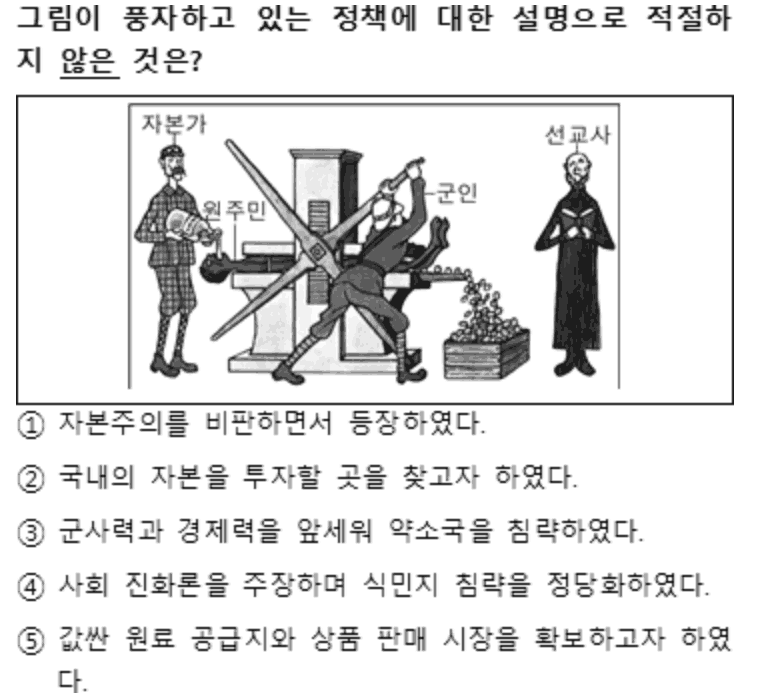 그림이 풍자하고 있는 정책에 대한 설명으로 적절하
지 않은 것은?
자본가
선교사
원주민
군인
① 자본주의를 비판하면서 등장하였다.
② 국내의 자본을 투자할 곳을 찾고자 하였다.
③ 군사력과 경제력을 앞세워 약소국을 침략하였다.
④ 사회 진화론을 주장하며 식민지 침략을 정당화하였다.
⑤ 값싼 원료 공급지와 상품 판매 시장을 확보하고자 하였
다.